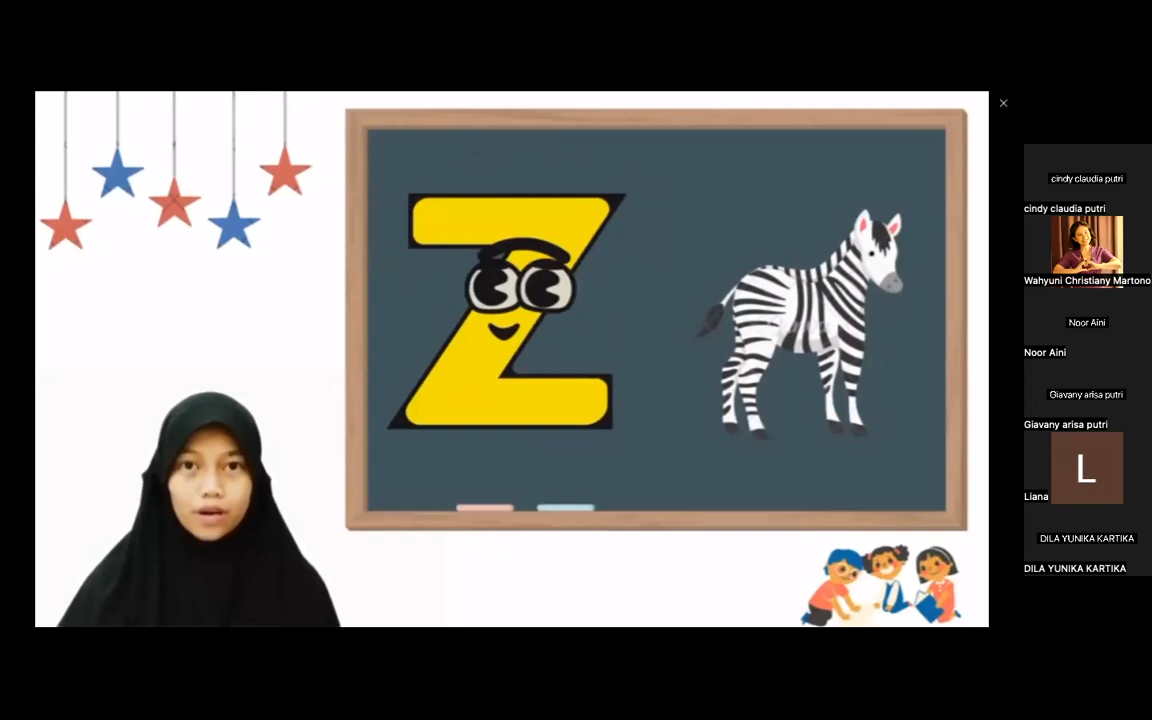 Z
cindy claudia putri
cindy claudia putri
Wahyuni Christiany Martono
Noor Aini
Noor Aini
Giavany arisa putri
Giavany arisa putri
L
Liana
DILA YUNIKA KARTIKA
DILA YUNIKA KARTIKA